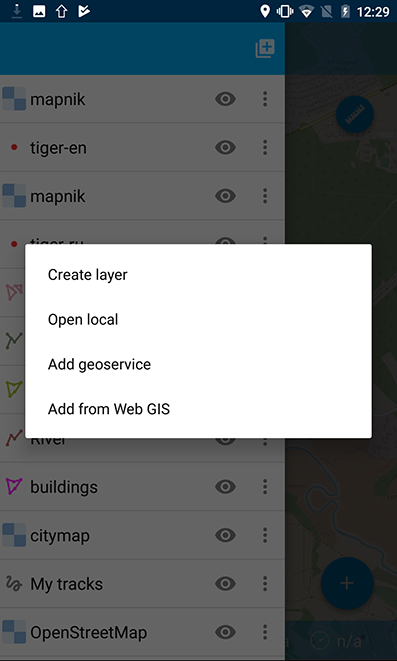 12:29
mapnik
tiger-en
mapnik
tiger-ru
Create layer
Open local
Add geoservice
Add from Web GIS
River
buildings
citymap
My tracks
OpenStreetMap
n/a